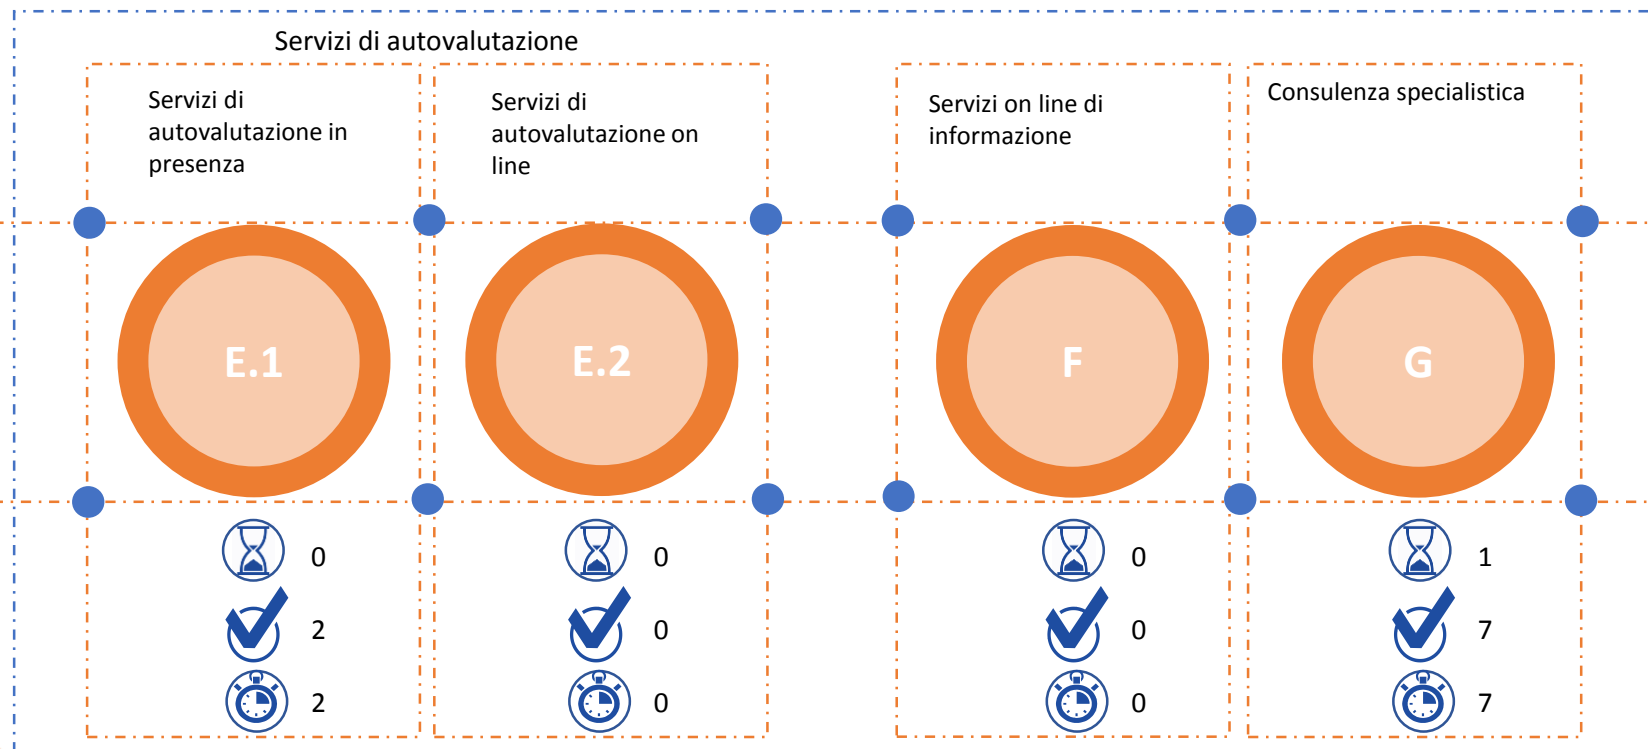 Servizi di autovalutazione
Servizi di
autovalutazione in
presenza
Servizi di
autovalutazione on
line
Servizi on line di
informazione
Consulenza specialistica
E.1
E.2
F
G
0
0
0
1
2
0
0
7
2
0
0
7